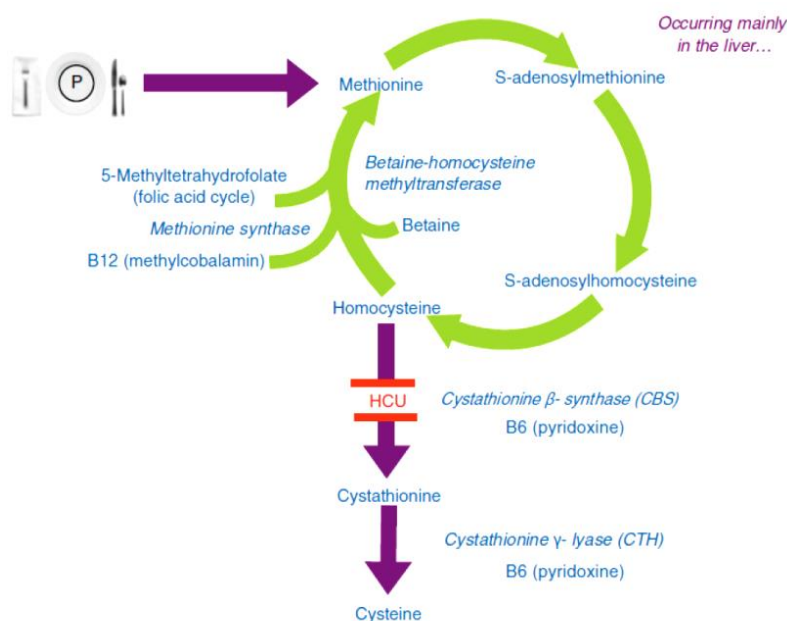 Occurring mainly
in the liver…
P
Methionine
S-adenosylmethionine
5-Methyltetrahydrofolate
(folic acid cycle)
Betaine-homocysteine
methyltransferase
Methionine synthase
Betaine
B12 (methylcobalamin)
S-adenosylhomocysteine
Homocysteine
HCU
Cystathionine β- synthase (CBS)
B6 (pyridoxine)
Cystathionine
Cystathionine γ- lyase (CTH)
B6 (pyridoxine)
Cysteine